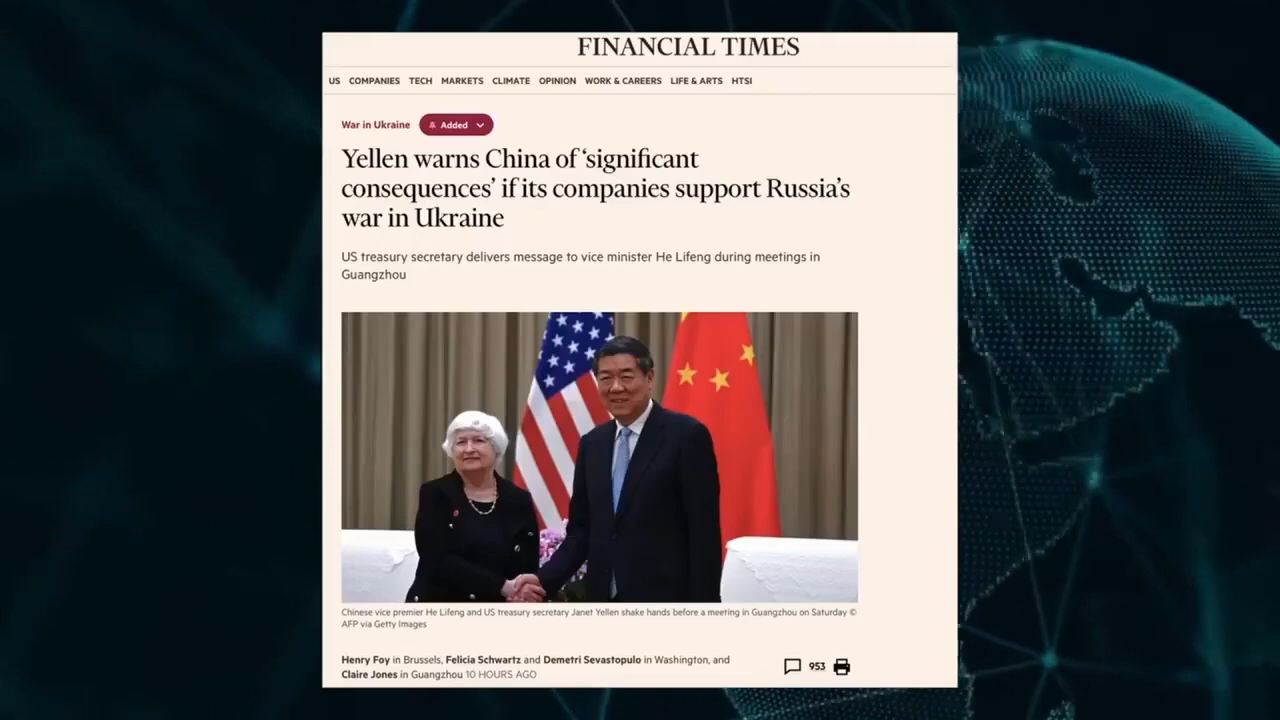 FINANCIAL TIMES
US COMPANIES TECH MARKETS CLIMATE OPINION WORK & CAREERS LIFE & ARTS HTSI
War in Ukraine Added
Yellen warns China of ‘significant
consequences’ if its companies support Russia’s
war in Ukraine
US treasury secretary delivers message to vice minister He Lifeng during meetings in
Guangzhou
Chinese vice premier He Lifeng and US treasury secretary Janet Yellen shake hands before a meeting in Guangzhou on Saturday ©
AFP via Getty Images
Henry Foy in Brussels, Felicia Schwartz and Demetri Sevastopulo in Washington, and
Claire Jones in Guangzhou 10 HOURS AGO
953